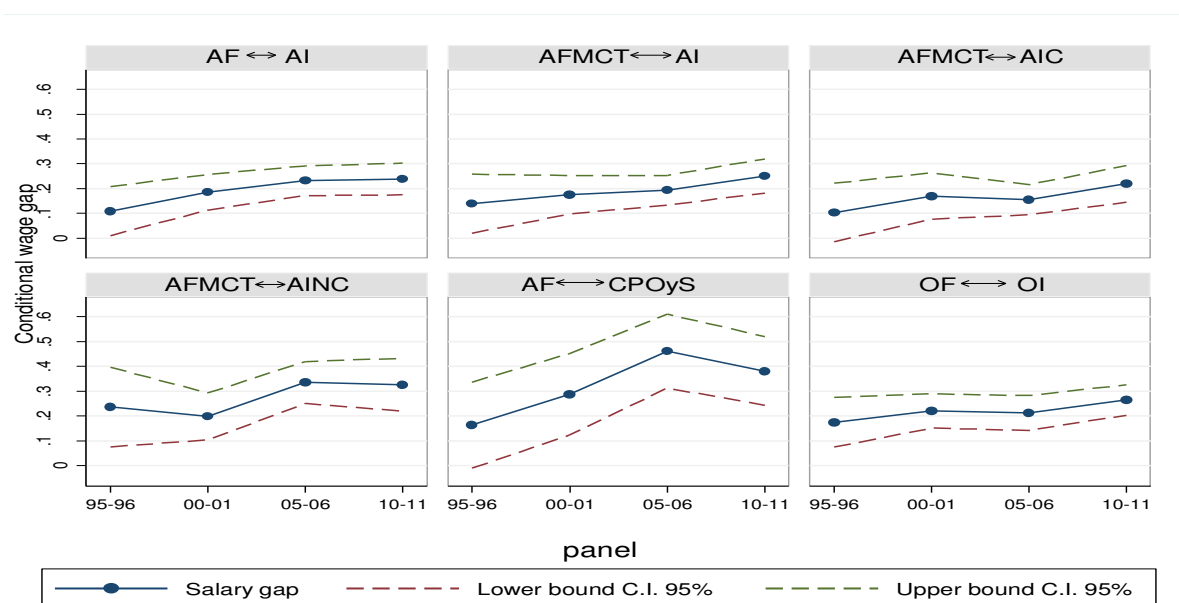 AF ↔ AI
AFMCT↔AI
AFMCT↔AIC
Conditional wage gap
0 .1 .2 .3 .4 .5 .6
AFMCT↔AINC
AF↔CPOyS
OF ↔ OI
0 .1 .2 .3 .4 .5 .6
95-96 00-01 05-06 10-11
95-96 00-01 05-06 10-11
95-96 00-01 05-06 10-11
panel
Salary gap
Lower bound C.I. 95%
Upper bound C.I. 95%